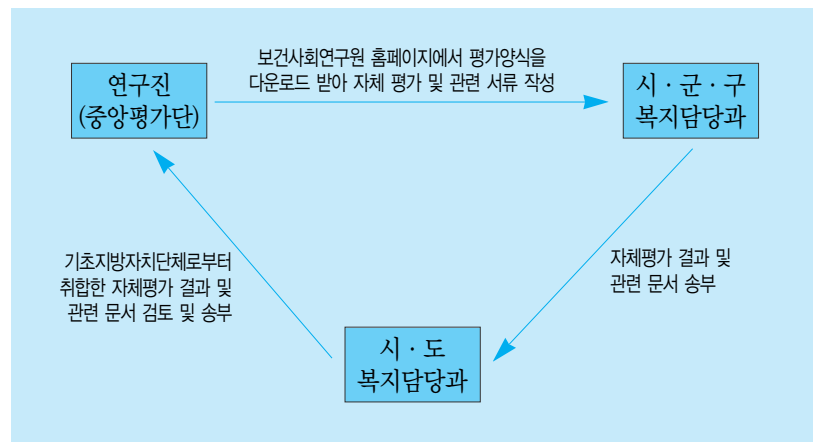 보건사회연구원 홈페이지에서 평가양식을
다운로드 받아 자체 평가 및 관련 서류 작성
연구진
(중앙평가단)
시 · 군 · 구
복지담당과
기초지방자치단체로부터
취합한 자체평가 결과 및
관련 문서 검토 및 송부
자체평가 결과 및
관련 문서 송부
시 · 도
복지담당과